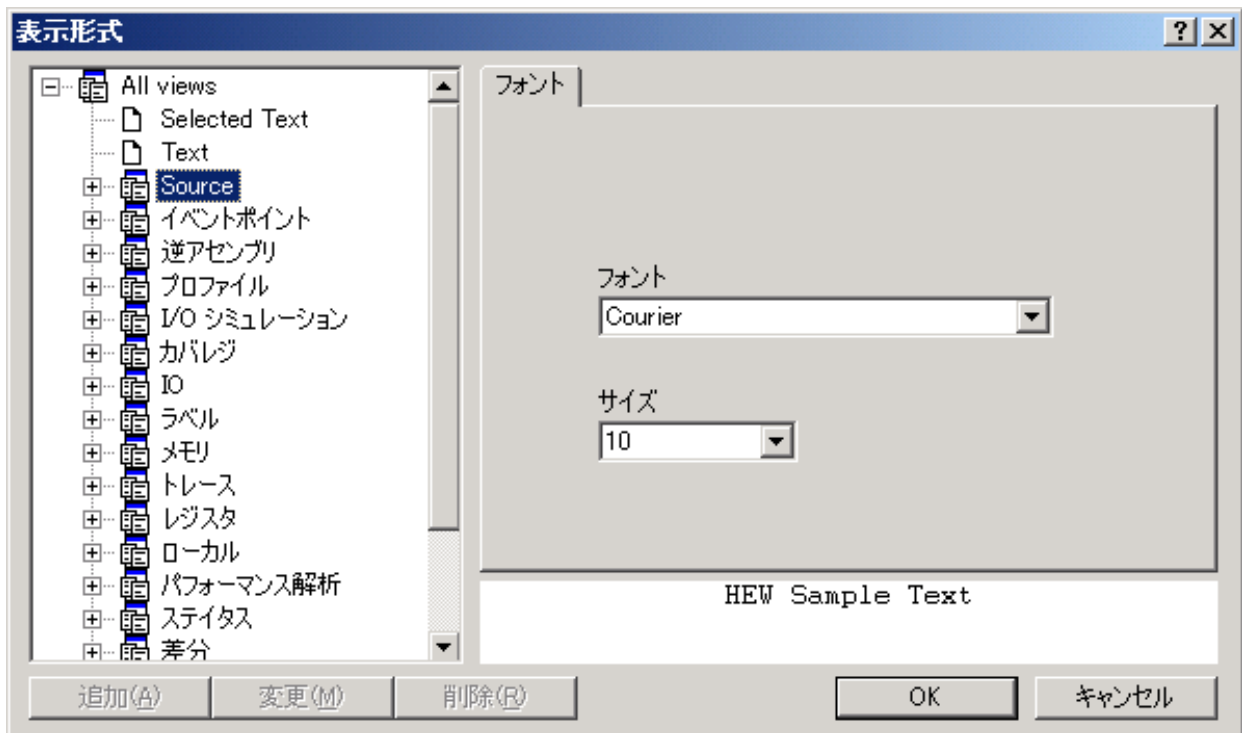 表示形式
All views
Selected Text
Text
Source
イベントポイント
逆アセンブリ
プロファイル
I/O シミュレーション
カバレジ
IO
ラベル
メモリ
トレース
レジスタ
ローカル
パフォーマンス解析
ステイタス
差分
フォント
フォント
Courier
サイズ
10
HEW Sample Text
追加(A) 変更(M) 削除(R) OK キャンセル